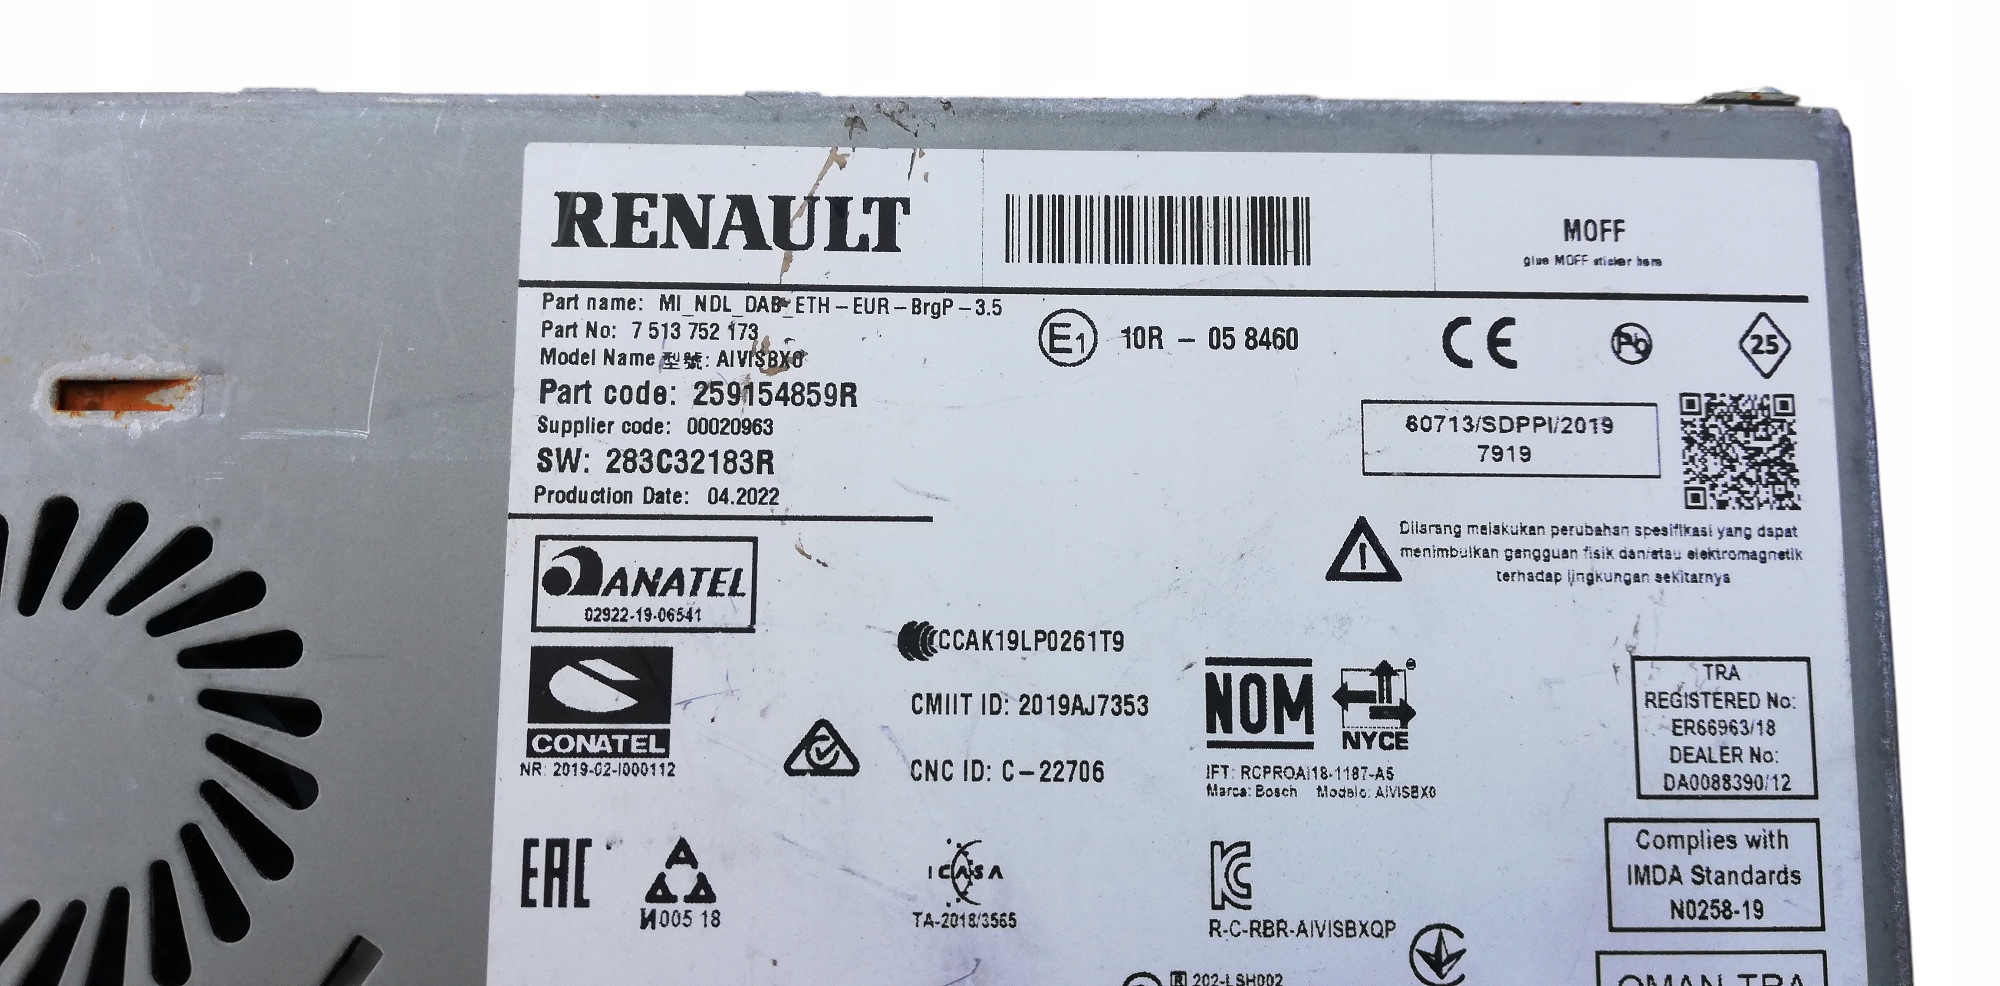 RENAULT
MOFF
glue MOFF sticker here
Part name: MI_NDL_DAB_ETH-EUR-BrgP-3.5
Part No: 7 513 752 173
Model Name 型號: AIVISBX0
Part code: 259154859R
Supplier code: 00020963
SW: 283C32183R
Production Date: 04.2022
E1 10R - 05 8460
CE
Pb
25
80713/SDPPI/2019
7919
Dilarang melakukan perubahan spesifikasi yang dapat
menimbulkan gangguan fisik dan/atau elektromagnetik
terhadap lingkungan sekitarnya
ANATEL
02922-19-06541
CONATEL
NR: 2019-02-I000112
CCAK19LP0261T9
CMIIT ID: 2019AJ7353
CNC ID: C-22706
NOM
NYCE
IFT: RCPROAI18-1187-A5
Marca: Bosch Modelo: AIVISBX0
TRA
REGISTERED No:
ER66963/18
DEALER No:
DA0088390/12
EAC
И005 18
ICASA
TA-2018/3565
R-C-RBR-AIVISBXQP
Complies with
IMDA Standards
N0258-19
R 202-LSH002
OMAN-TRA